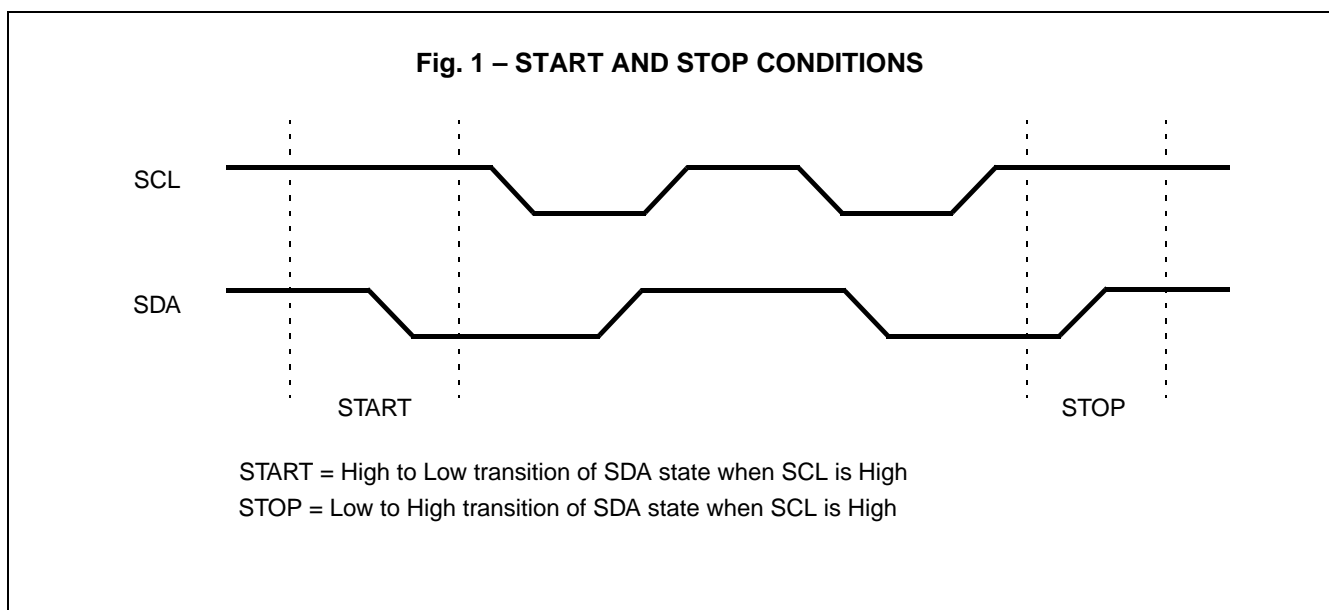 Fig. 1 – START AND STOP CONDITIONS
SCL
SDA
START
STOP
START = High to Low transition of SDA state when SCL is High
STOP = Low to High transition of SDA state when SCL is High